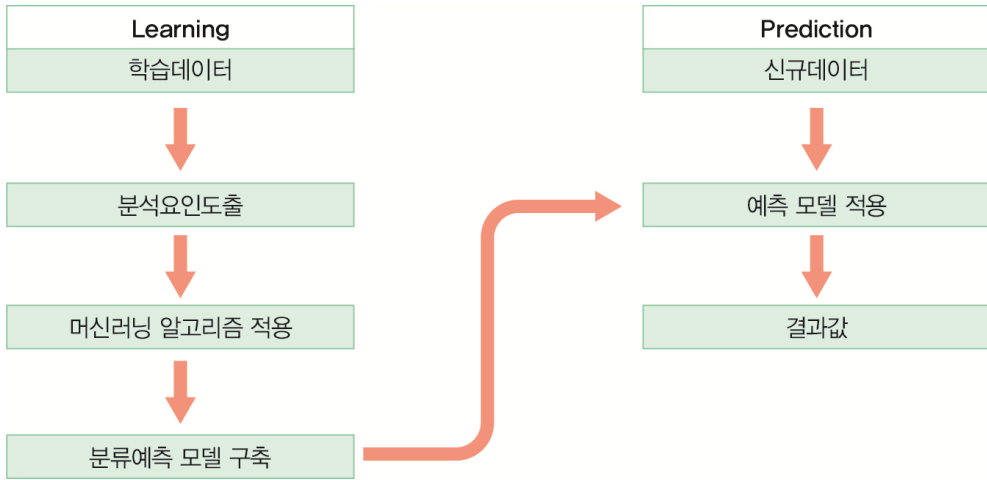 Learning
학습데이터
분석요인도출
머신러닝 알고리즘 적용
분류예측 모델 구축
Prediction
신규데이터
예측 모델 적용
결과값